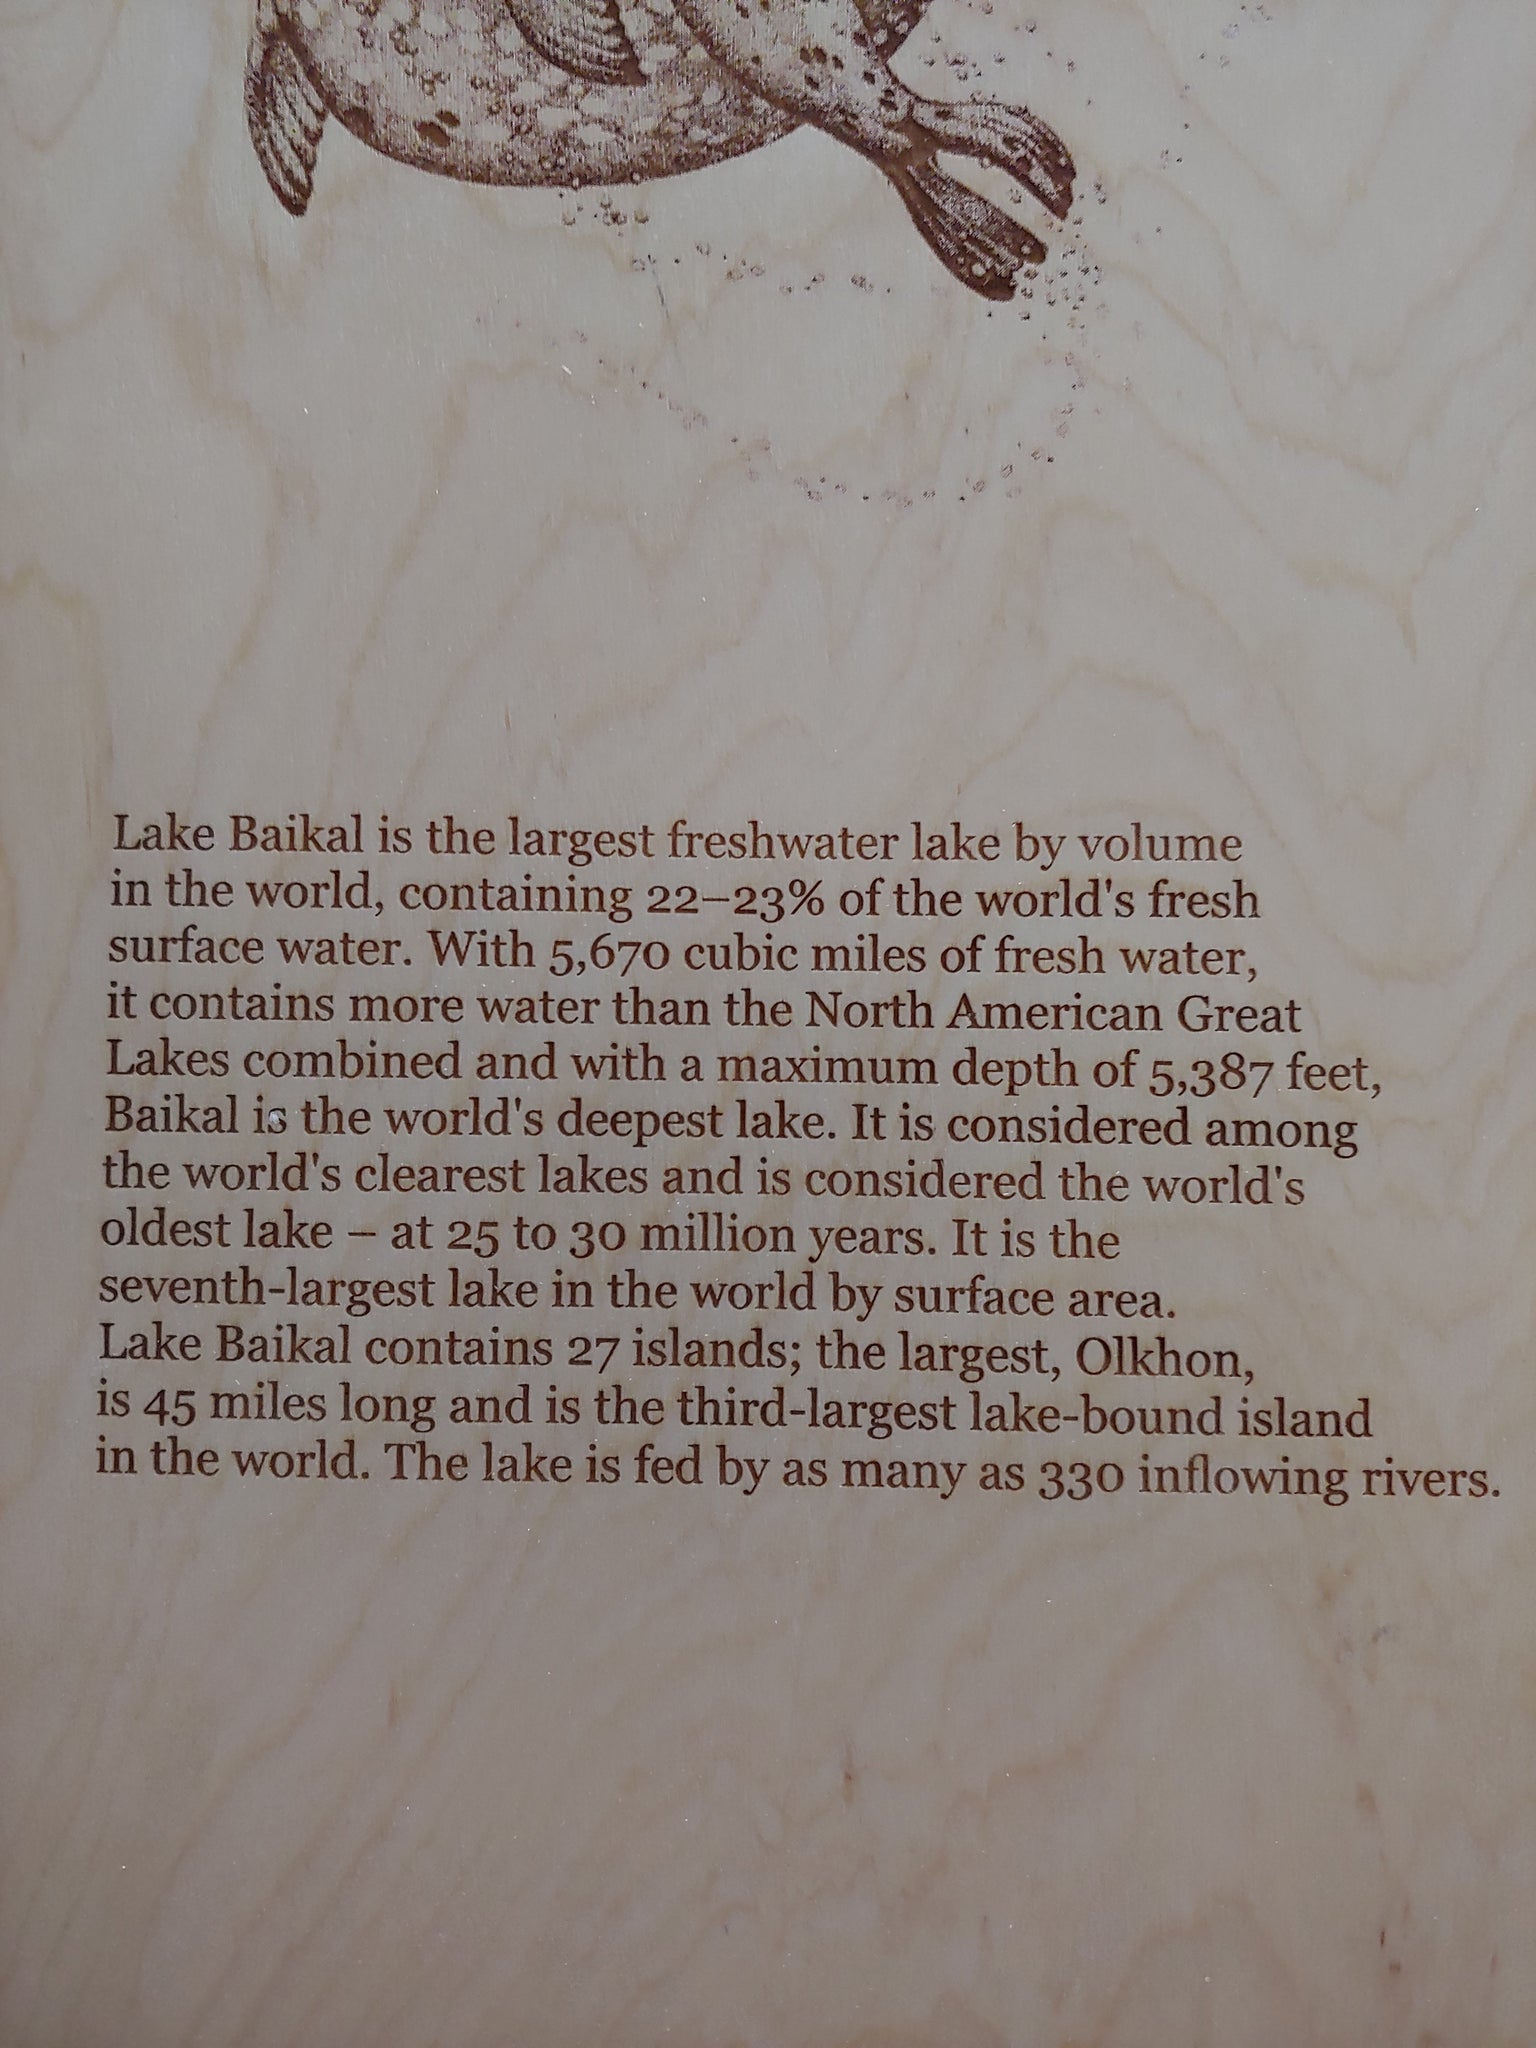 Lake Baikal is the largest freshwater lake by volume
in the world, containing 22–23% of the world's fresh
surface water. With 5,670 cubic miles of fresh water,
it contains more water than the North American Great
Lakes combined and with a maximum depth of 5,387 feet,
Baikal is the world's deepest lake. It is considered among
the world's clearest lakes and is considered the world's
oldest lake – at 25 to 30 million years. It is the
seventh-largest lake in the world by surface area.
Lake Baikal contains 27 islands; the largest, Olkhon,
is 45 miles long and is the third-largest lake-bound island
in the world. The lake is fed by as many as 330 inflowing rivers.